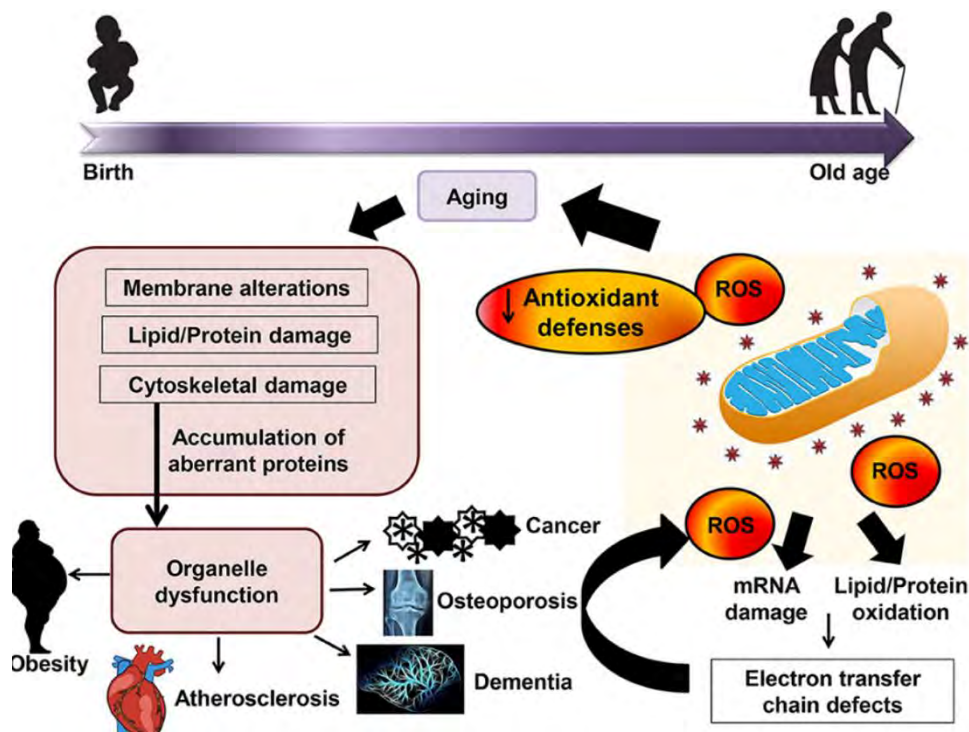 Birth
Old age
Aging
Membrane alterations
Lipid/Protein damage
Cytoskeletal damage
Accumulation of
aberrant proteins
↓ Antioxidant
defenses
ROS
ROS
ROS
mRNA
damage
Lipid/Protein
oxidation
Electron transfer
chain defects
Organelle
dysfunction
Cancer
Osteoporosis
Dementia
Atherosclerosis
Obesity